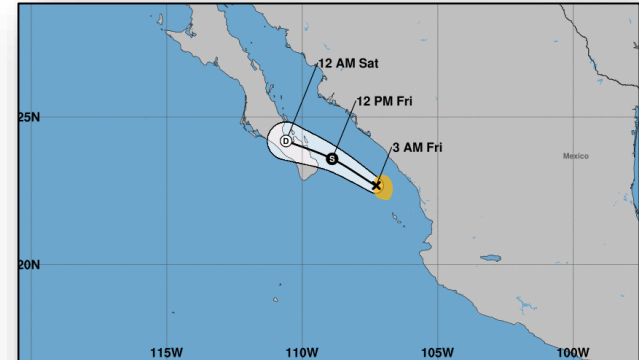 12 AM Sat
12 PM Fri
25N
3 AM Fri
D
S
Mexico
20N
115W
110W
105W
100W